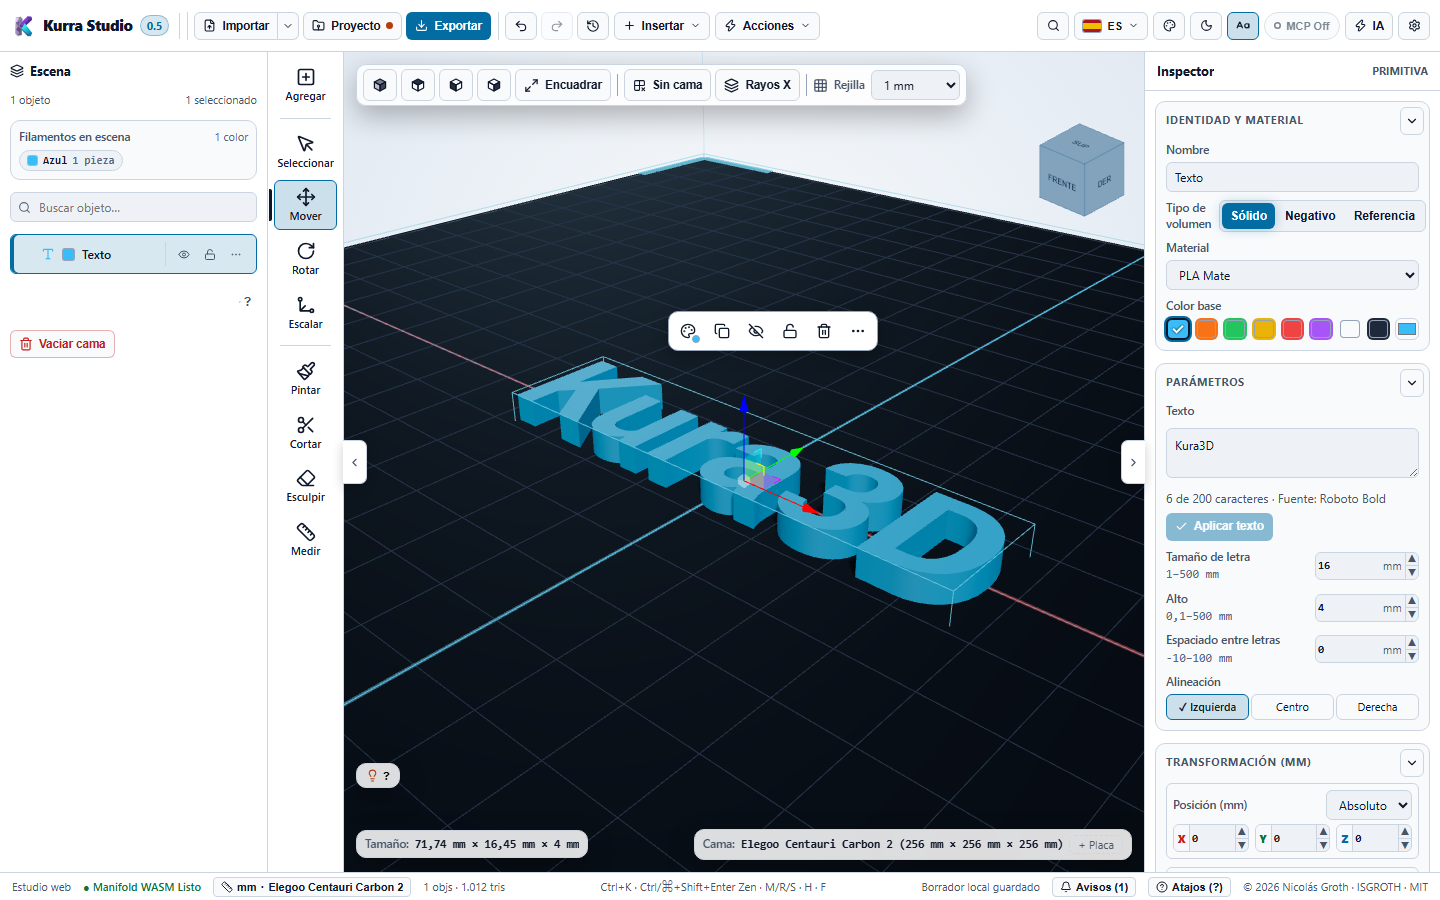 Kurra Studio 0.5
Importar
Proyecto
Exportar
Insertar
Acciones
ES
Aa
MCP Off
IA
Escena
1 objeto
1 seleccionado
Filamentos en escena
1 color
Azul 1 pieza
Buscar objeto...
T Texto
?
Vaciar cama
Agregar
Seleccionar
Mover
Rotar
Escalar
Pintar
Cortar
Esculpir
Medir
Encuadrar
Sin cama
Rayos X
Rejilla
1 mm
SUP
FRENTE
DER
Kura3D
?
Tamaño: 71,74 mm × 16,45 mm × 4 mm
Cama: Elegoo Centauri Carbon 2 (256 mm × 256 mm × 256 mm)
+ Placa
Inspector
PRIMITIVA
IDENTIDAD Y MATERIAL
Nombre
Texto
Tipo de volumen
Sólido
Negativo
Referencia
Material
PLA Mate
Color base
PARÁMETROS
Texto
Kura3D
6 de 200 caracteres · Fuente: Roboto Bold
✓ Aplicar texto
Tamaño de letra
1–500 mm
16 mm
Alto
0,1–500 mm
4 mm
Espaciado entre letras
-10–100 mm
0 mm
Alineación
✓ Izquierda
Centro
Derecha
TRANSFORMACIÓN (MM)
Posición (mm)
Absoluto
X 0
Y 0
Z 0
Estudio web
● Manifold WASM Listo
mm · Elegoo Centauri Carbon 2
1 objs · 1.012 tris
Ctrl+K · Ctrl/⌘+Shift+Enter Zen · M/R/S · H · F
Borrador local guardado
Avisos (1)
Atajos (?)
© 2026 Nicolás Groth · ISGROTH · MIT